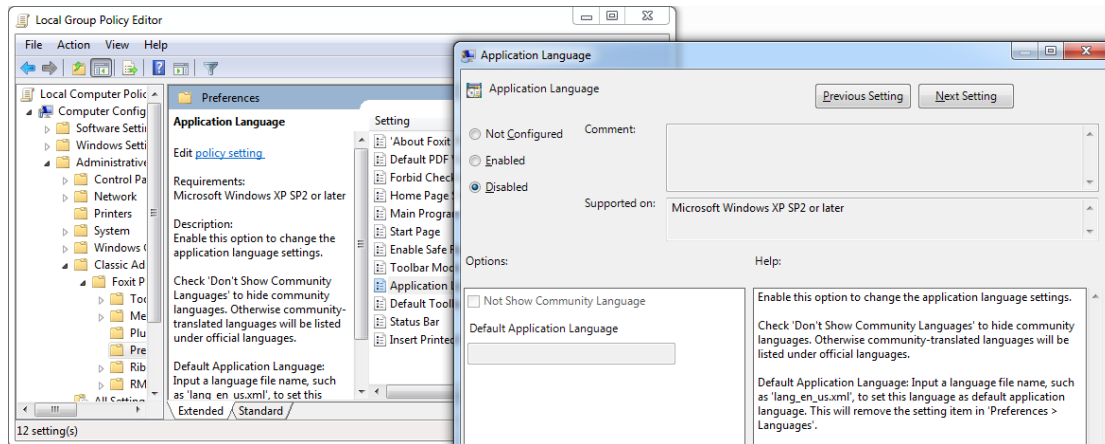 Local Group Policy Editor
File Action View Help
Local Computer Polic
Computer Config
Software Setti
Windows Setti
Administrative
Control Pa
Network
Printers
System
Windows
Classic Ad
Foxit P
Too
Me
Plu
Pre
Rib
RM
All Setting
Preferences
Application Language
Edit policy setting
Requirements:
Microsoft Windows XP SP2 or later
Description:
Enable this option to change the
application language settings.
Check 'Don't Show Community
Languages' to hide community
languages. Otherwise community-
translated languages will be listed
under official languages.
Default Application Language:
Input a language file name, such
as 'lang_en_us.xml', to set this
Setting
'About Foxit
Default PDF
Forbid Check
Home Page
Main Progra
Start Page
Enable Safe R
Toolbar Mod
Application L
Default Tooll
Status Bar
Insert Printed
Extended Standard
12 setting(s)
Application Language
Application Language
Previous Setting Next Setting
Not Configured
Enabled
Disabled
Comment:
Supported on:
Microsoft Windows XP SP2 or later
Options:
Help:
Not Show Community Language
Default Application Language
Enable this option to change the application language settings.
Check 'Don't Show Community Languages' to hide community
languages. Otherwise community-translated languages will be
listed under official languages.
Default Application Language: Input a language file name, such
as 'lang_en_us.xml', to set this language as default application
language. This will remove the setting item in 'Preferences >
Languages'.